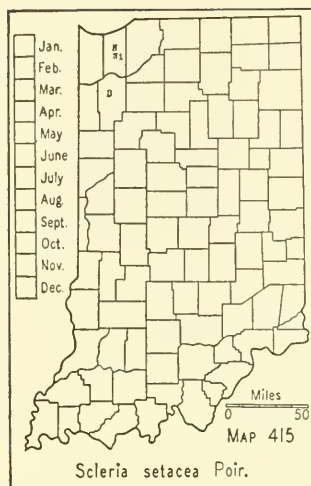 Jan.
Feb.
Mar.
Apr.
May
June
July
Aug.
Sept.
Oct.
Nov.
Dec.
N
N1
D
Miles
0 50
MAP 415
Scleria setacea Poir.